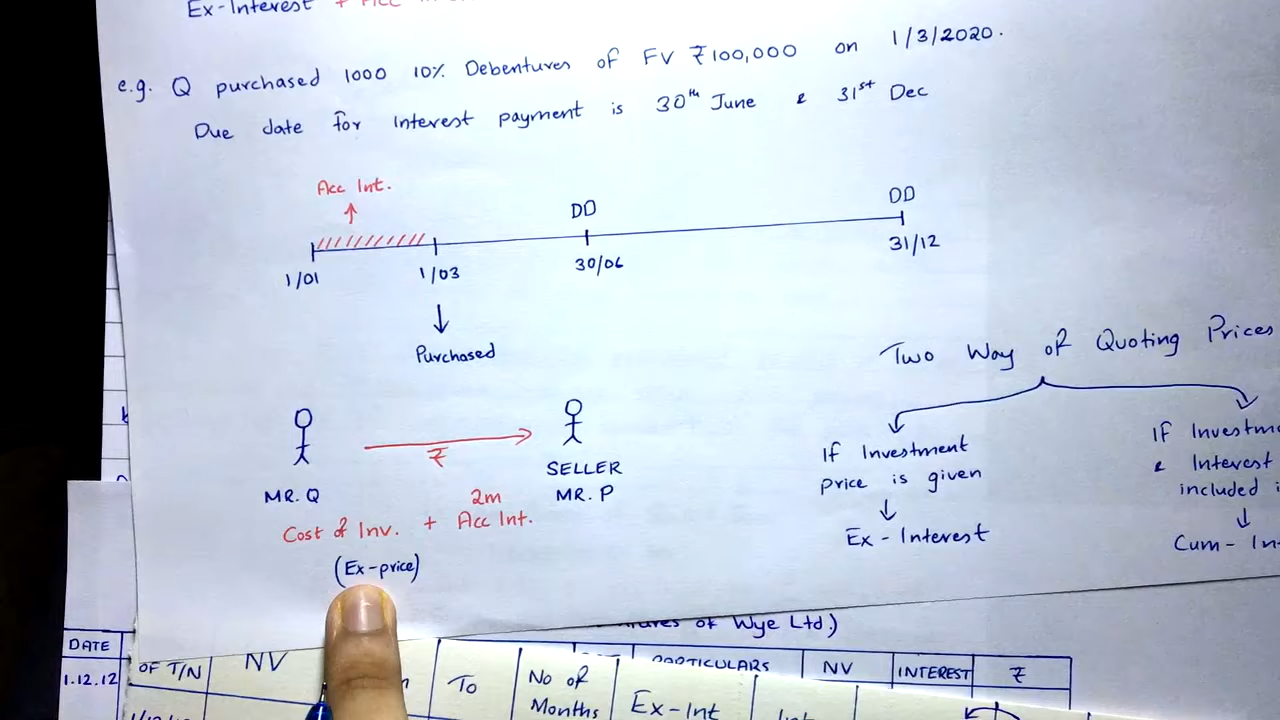 Ex-Interest +
e.g. Q purchased 1000 10% Debentures of FV ₹100,000 on 1/3/2020.
Due date for interest payment is 30th June & 31st Dec
Acc Int.
DD
DD
1/01
1/03
30/06
31/12
Purchased
Two Way of Quoting Prices
If Investment
price is given
Ex-Interest
If
& Interest
included
Cum-
₹
MR. Q
SELLER
MR. P
2m
Cost of Inv. + Acc Int.
(Ex-price)
of Wye Ltd.)
DATE
OF T/N
NV
To
No of
Months
PARTICULARS
NV
INTEREST
₹
1.12.12
Ex-Int